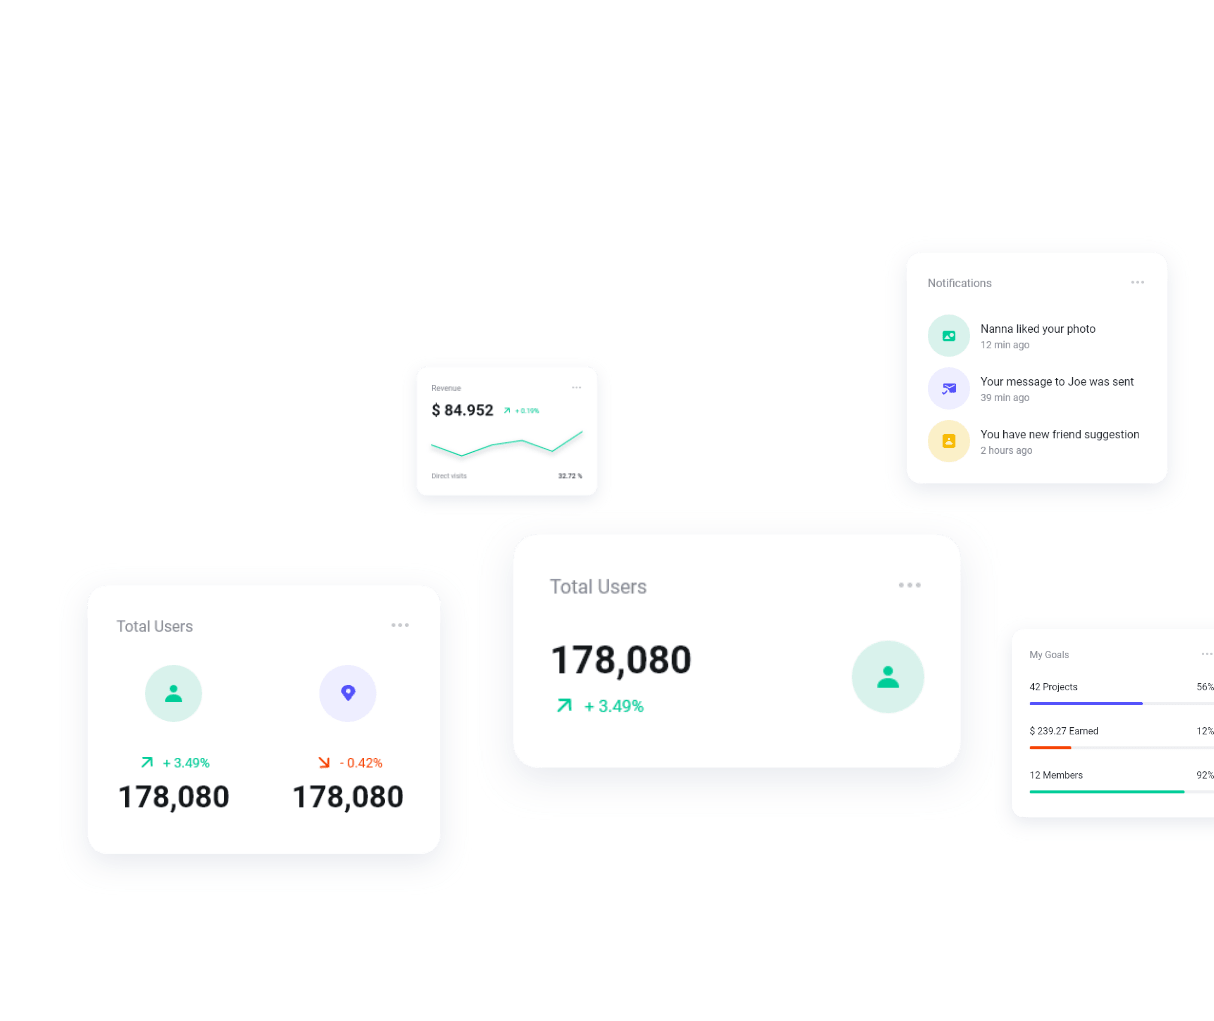 Notifications
Nanna liked your photo
12 min ago
Your message to Joe was sent
39 min ago
You have new friend suggestion
2 hours ago
Revenue
$ 84.952 + 0.19%
Direct visits 32.72 %
Total Users
178,080
+ 3.49%
Total Users
+ 3.49% - 0.42%
178,080 178,080
My Goals
42 Projects 56%
$ 239.27 Earned 12%
12 Members 92%